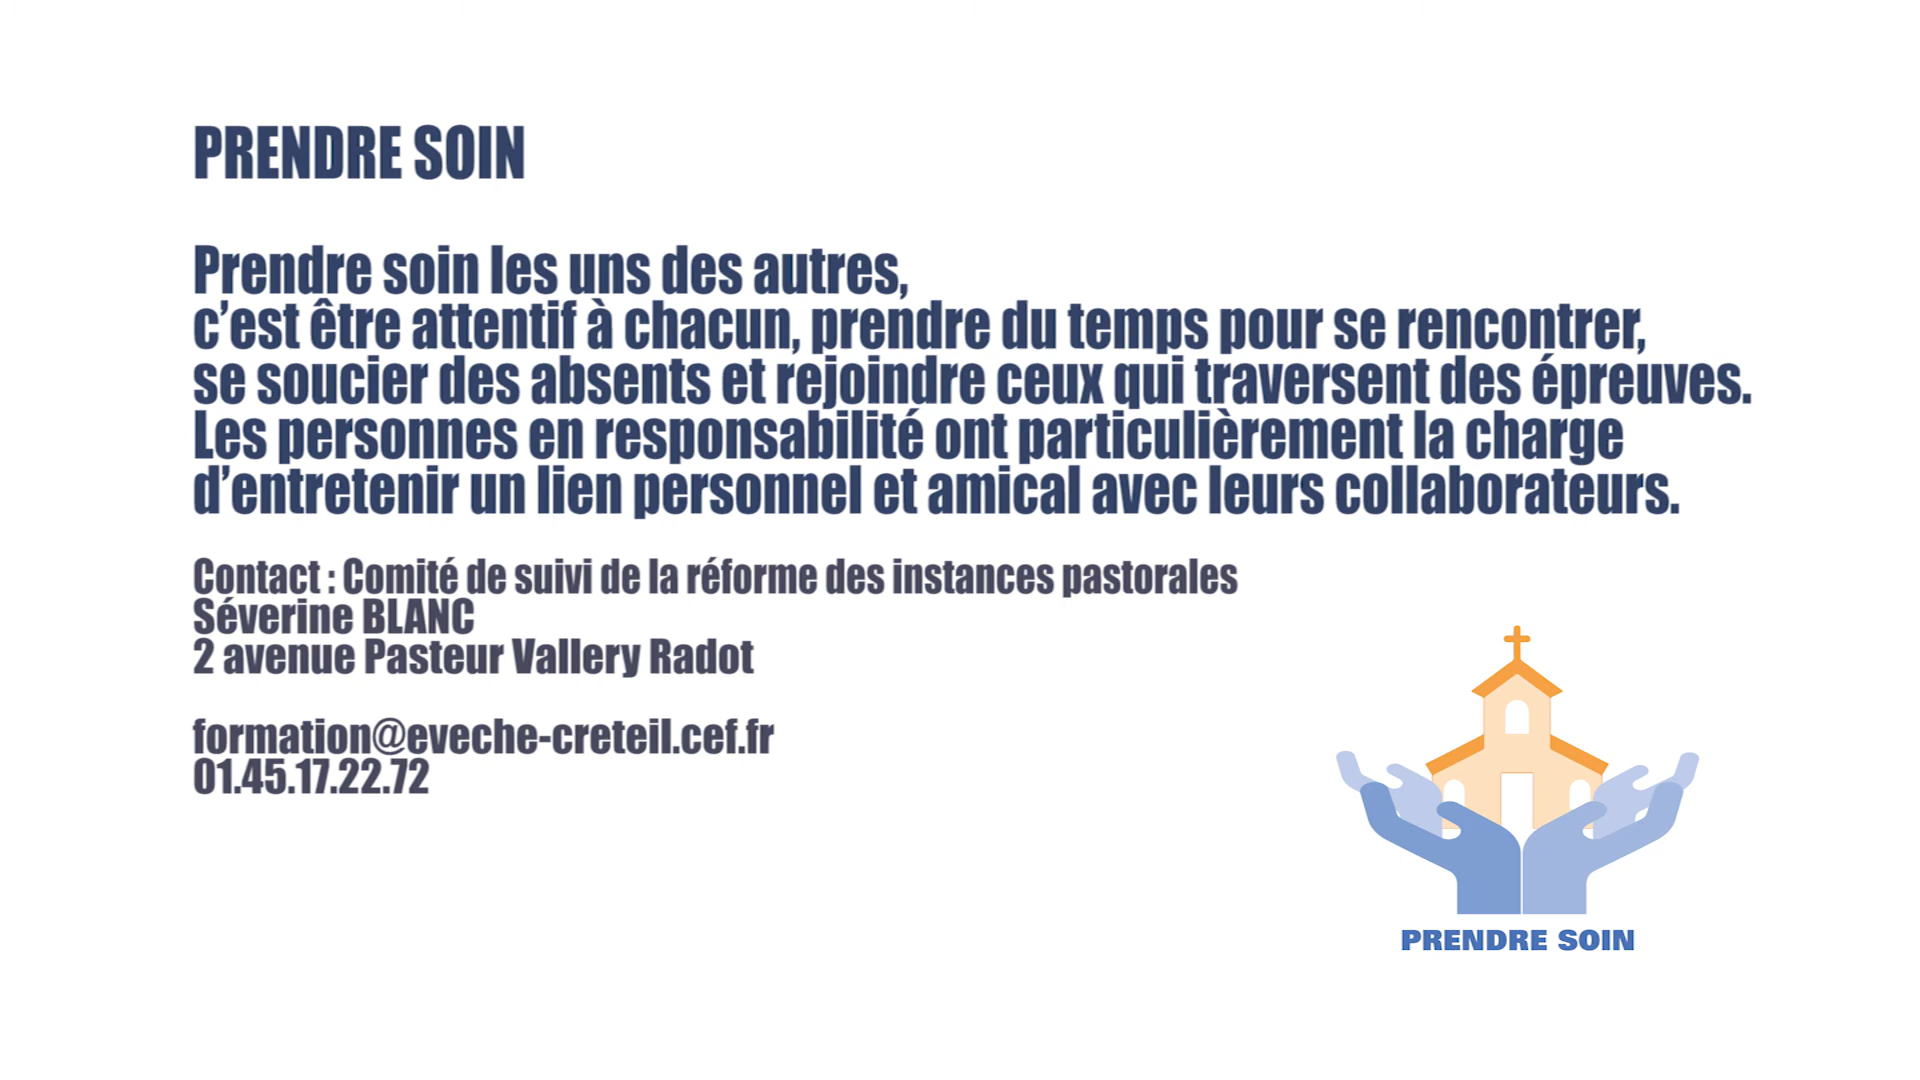 PRENDRE SOIN
Prendre soin les uns des autres,
c’est être attentif à chacun, prendre du temps pour se rencontrer,
se soucier des absents et rejoindre ceux qui traversent des épreuves.
Les personnes en responsabilité ont particulièrement la charge
d’entretenir un lien personnel et amical avec leurs collaborateurs.
Contact : Comité de suivi de la réforme des instances pastorales
Séverine BLANC
2 avenue Pasteur Vallery Radot
formation@eveche-creteil.cef.fr
01.45.17.22.72
PRENDRE SOIN